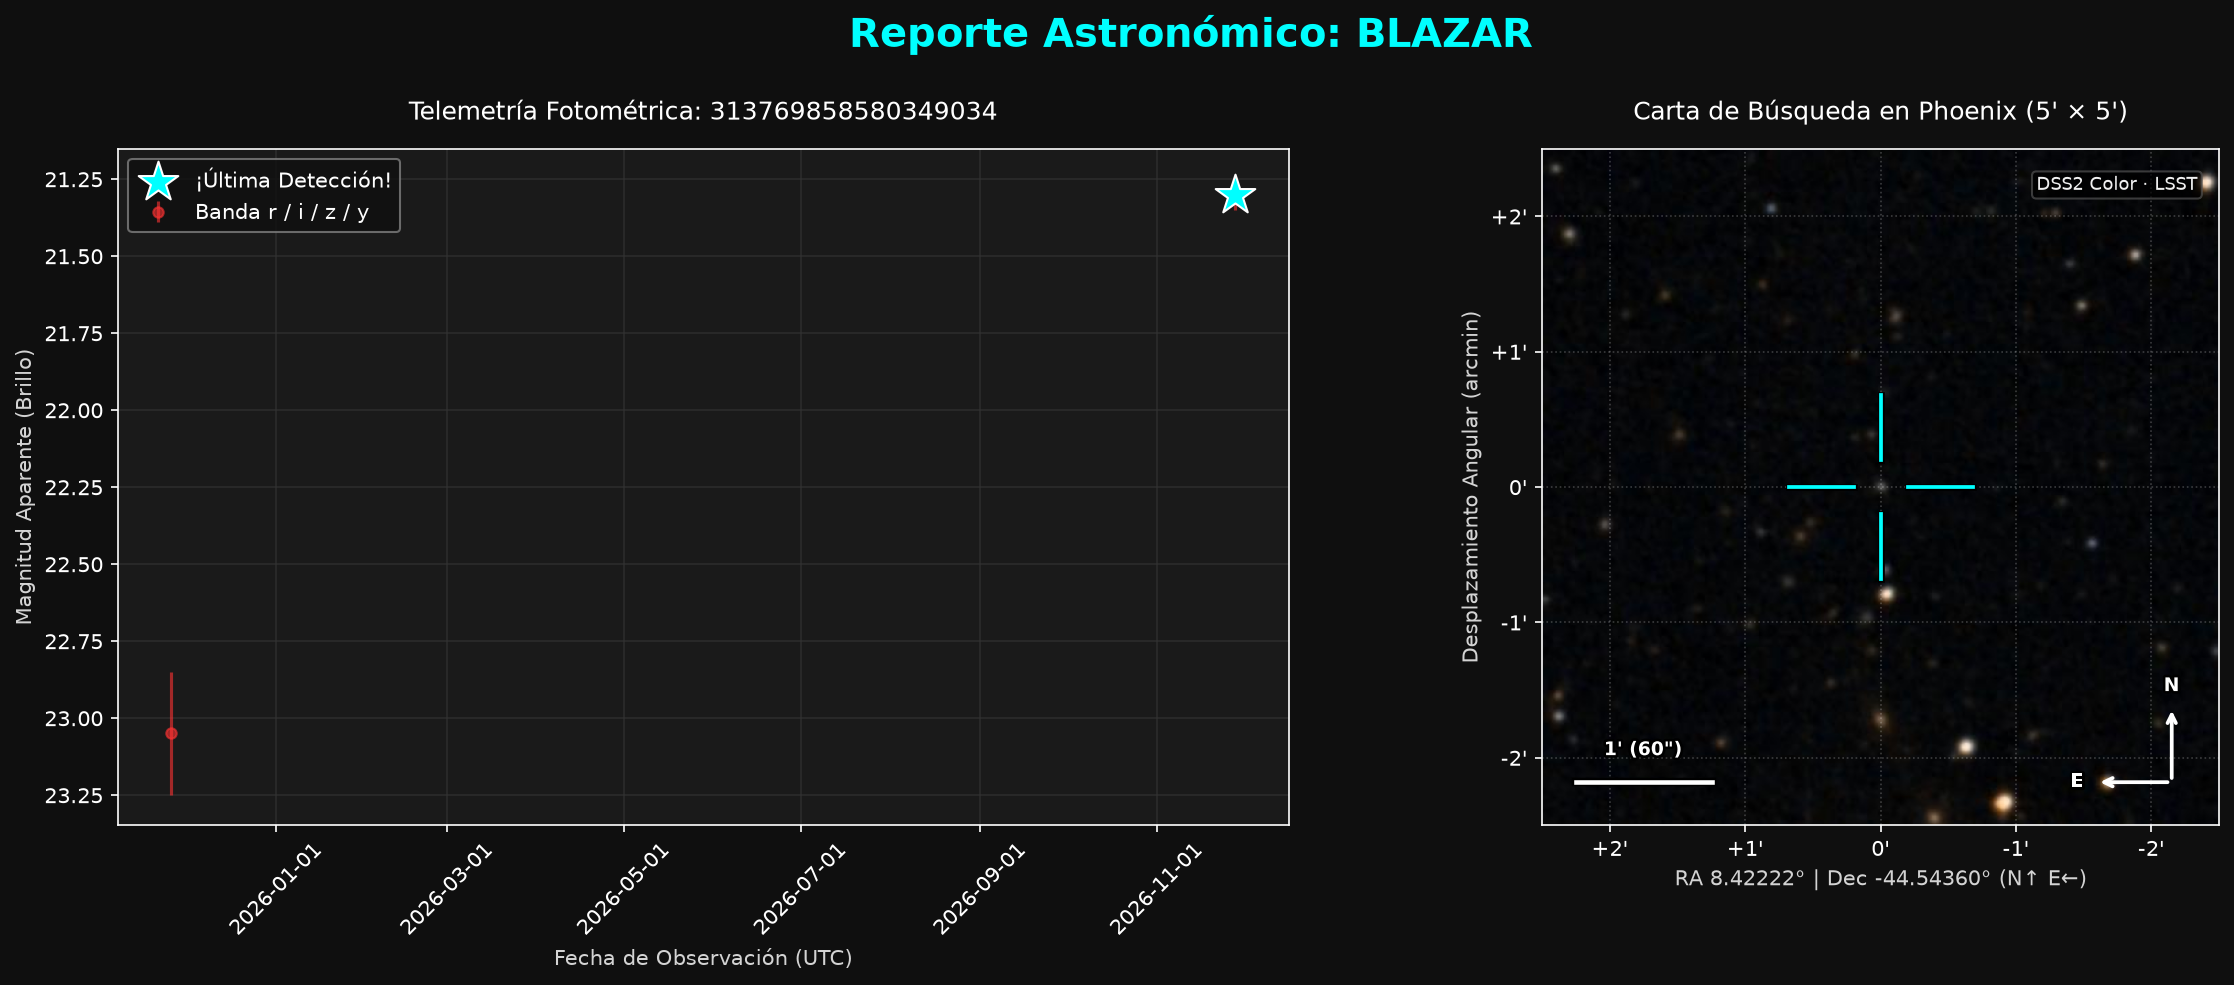 Reporte Astronómico: BLAZAR
Telemetría Fotométrica: 313769858580349034
¡Última Detección!
Banda r / i / z / y
Magnitud Aparente (Brillo)
21.25
21.50
21.75
22.00
22.25
22.50
22.75
23.00
23.25
2026-01-01
2026-03-01
2026-05-01
2026-07-01
2026-09-01
2026-11-01
Fecha de Observación (UTC)
Carta de Búsqueda en Phoenix (5' × 5')
DSS2 Color · LSST
Desplazamiento Angular (arcmin)
+2'
+1'
0'
-1'
-2'
N
E
1' (60")
+2'
+1'
0'
-1'
-2'
RA 8.42222° | Dec -44.54360° (N↑ E←)